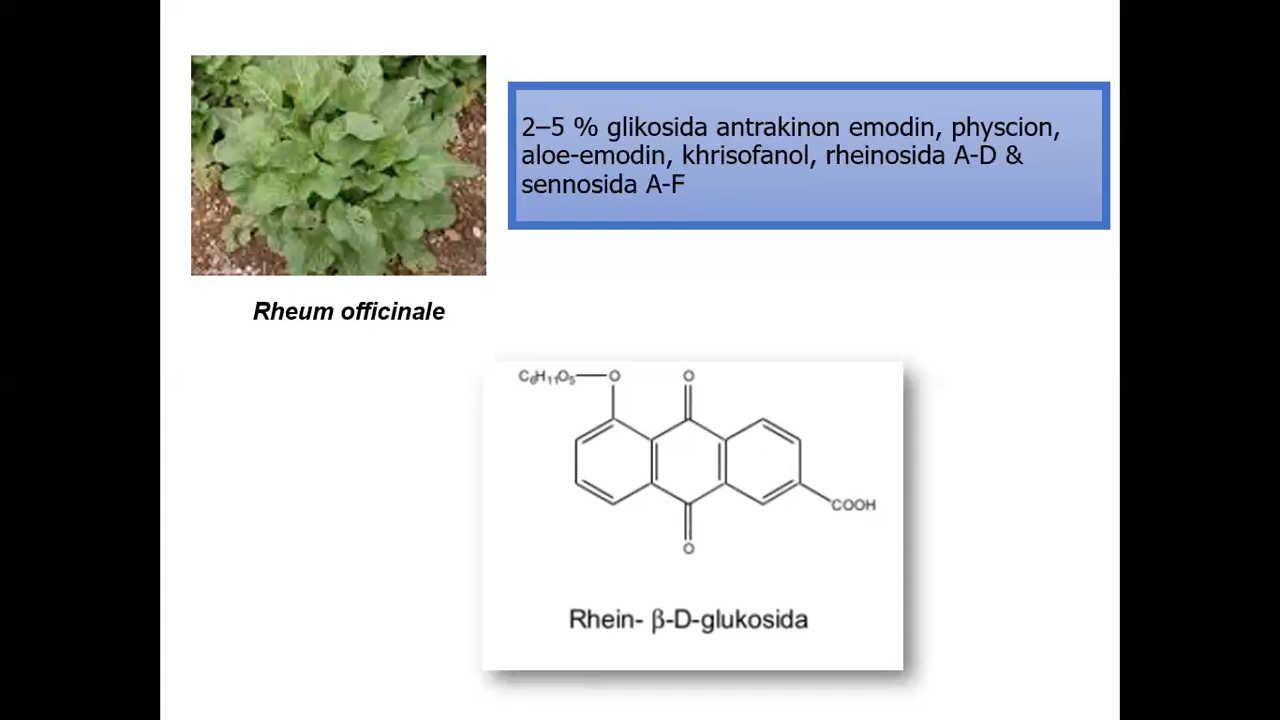 2–5 % glikosida antrakinon emodin, physcion,
aloe-emodin, khrisofanol, rheinosida A-D &
sennosida A-F
Rheum officinale
C₆H₁₁O₅ O O
COOH
O
Rhein- β-D-glukosida